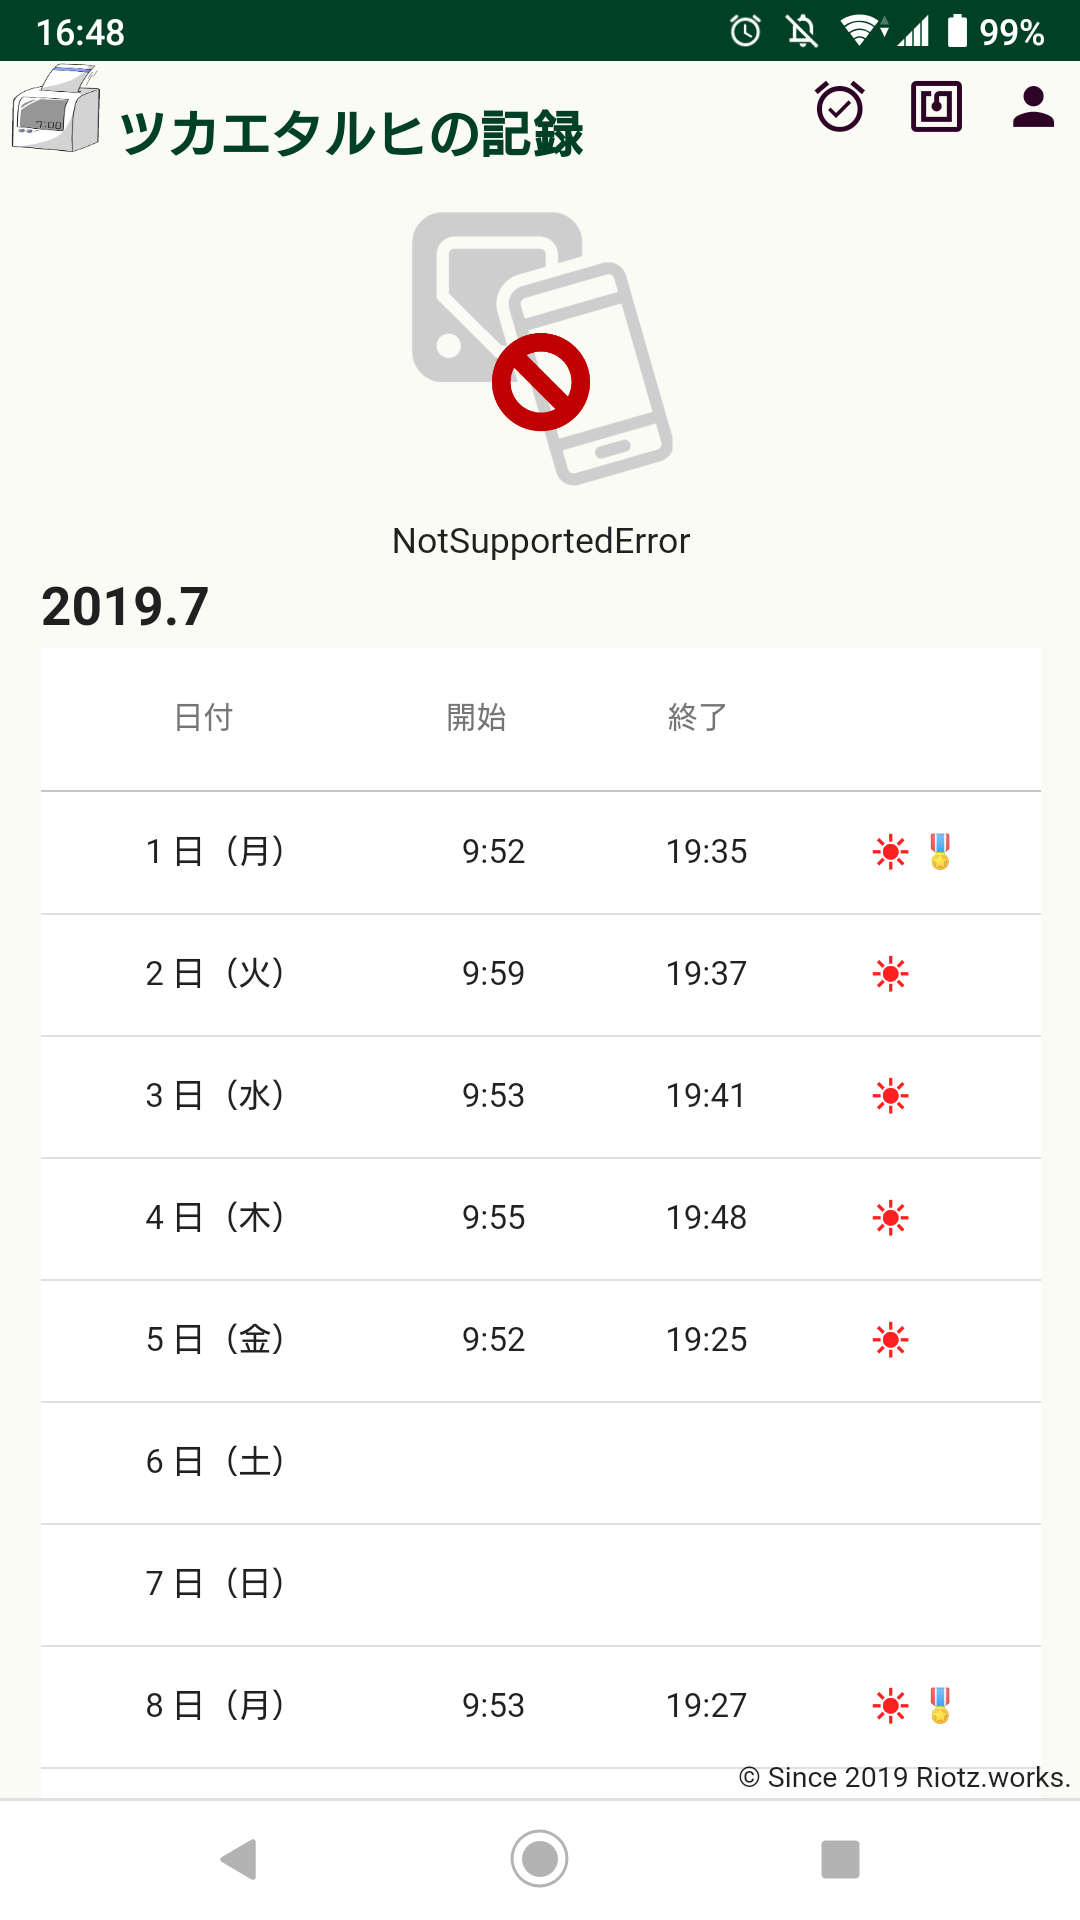 16:48 99%
7:00
ツカエタルヒの記録
NotSupportedError
2019.7
日付 開始 終了
1 日（月） 9:52 19:35
2 日（火） 9:59 19:37
3 日（水） 9:53 19:41
4 日（木） 9:55 19:48
5 日（金） 9:52 19:25
6 日（土）
7 日（日）
8 日（月） 9:53 19:27
© Since 2019 Riotz.works.